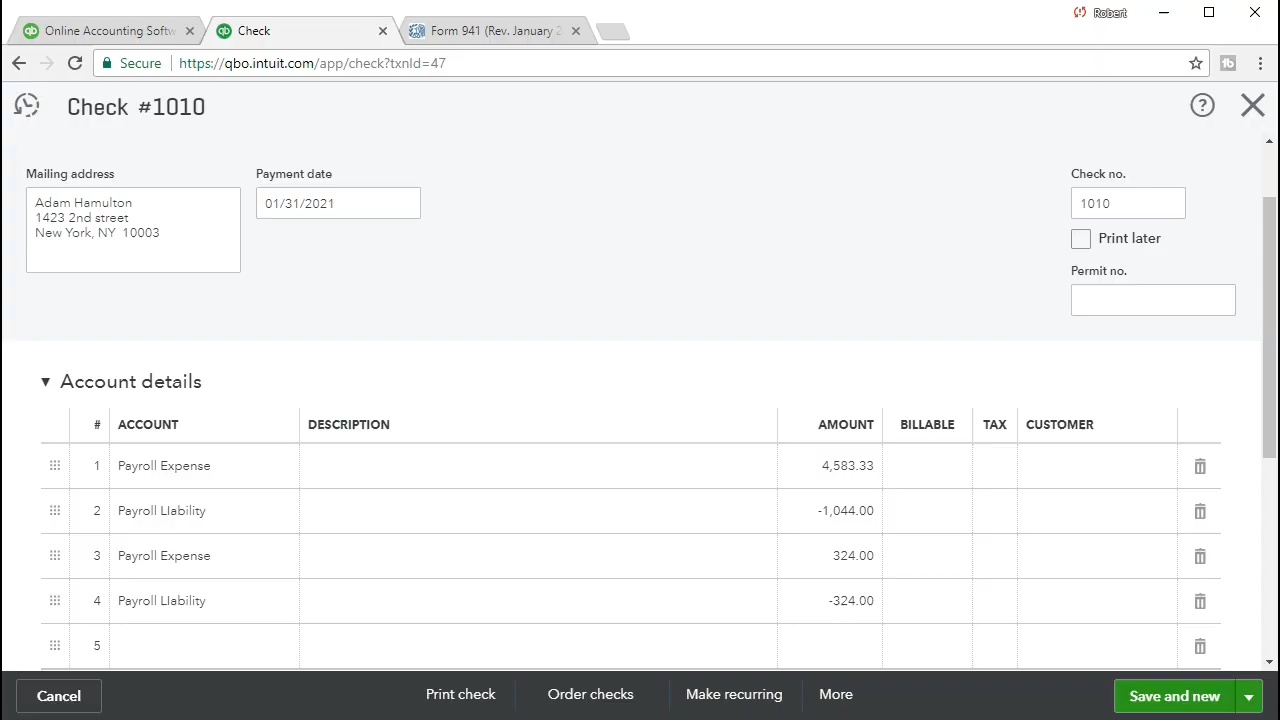 Robert
Online Accounting Softw
Check
Form 941 (Rev. January 2
Secure
https://qbo.intuit.com/app/check?txnId=47
Check #1010
Mailing address
Payment date
Check no.
Adam Hamulton
1423 2nd street
New York, NY 10003
01/31/2021
1010
Print later
Permit no.
Account details
# ACCOUNT DESCRIPTION AMOUNT BILLABLE TAX CUSTOMER
1 Payroll Expense 4,583.33
2 Payroll LIability -1,044.00
3 Payroll Expense 324.00
4 Payroll LIability -324.00
5
Cancel
Print check
Order checks
Make recurring
More
Save and new